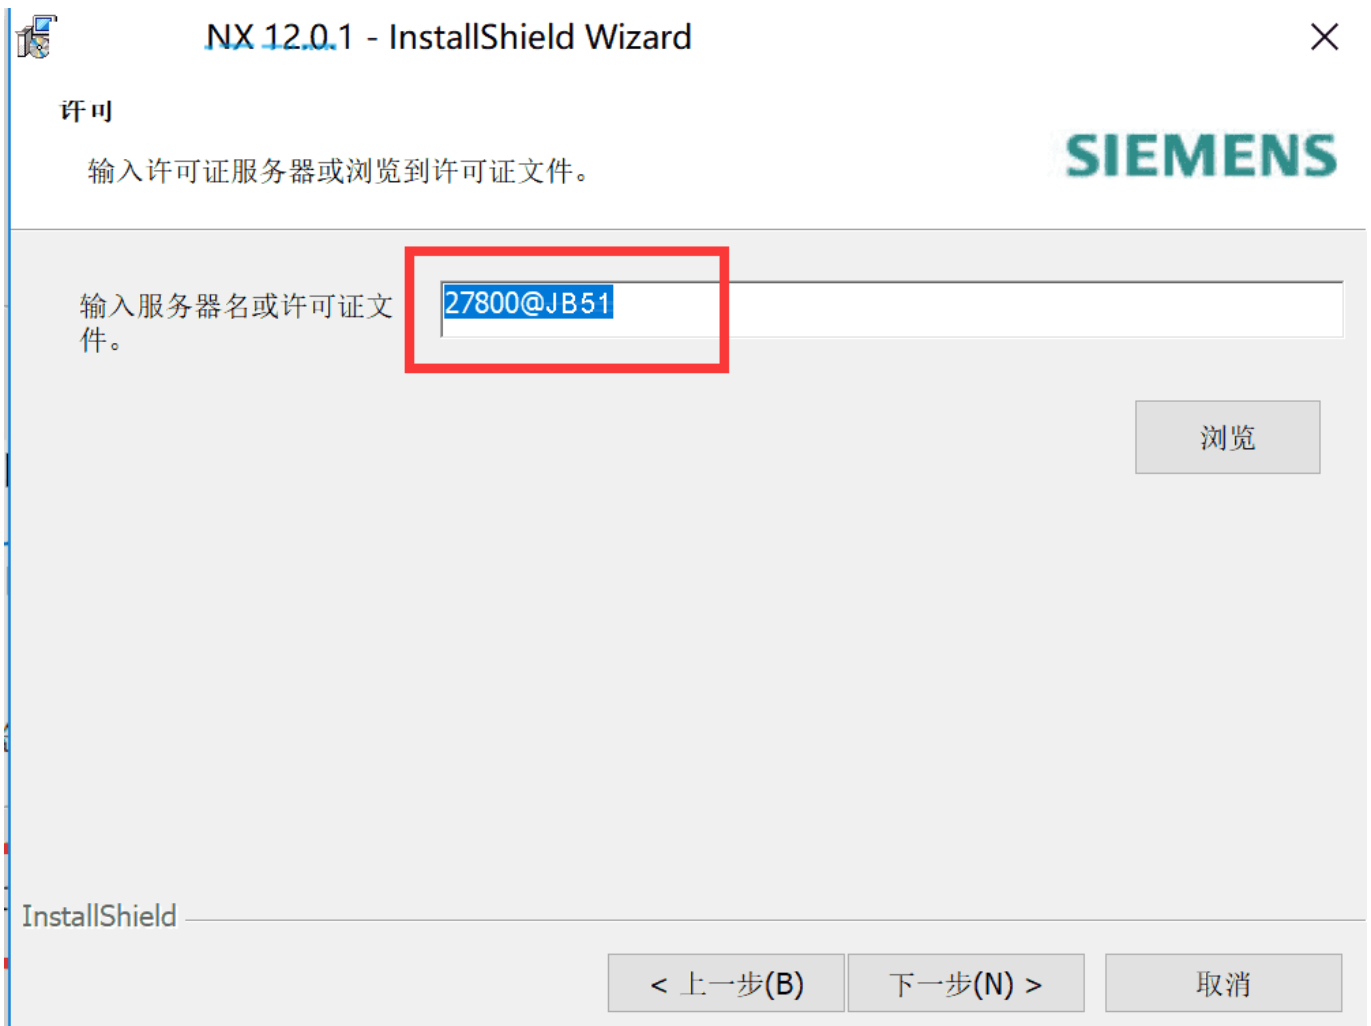 NX 12.0.1 - InstallShield Wizard
许可
输入许可证服务器或浏览到许可证文件。
SIEMENS
输入服务器名或许可证文
件。
27800@JB51
浏览
InstallShield
< 上一步(B)
下一步(N) >
取消